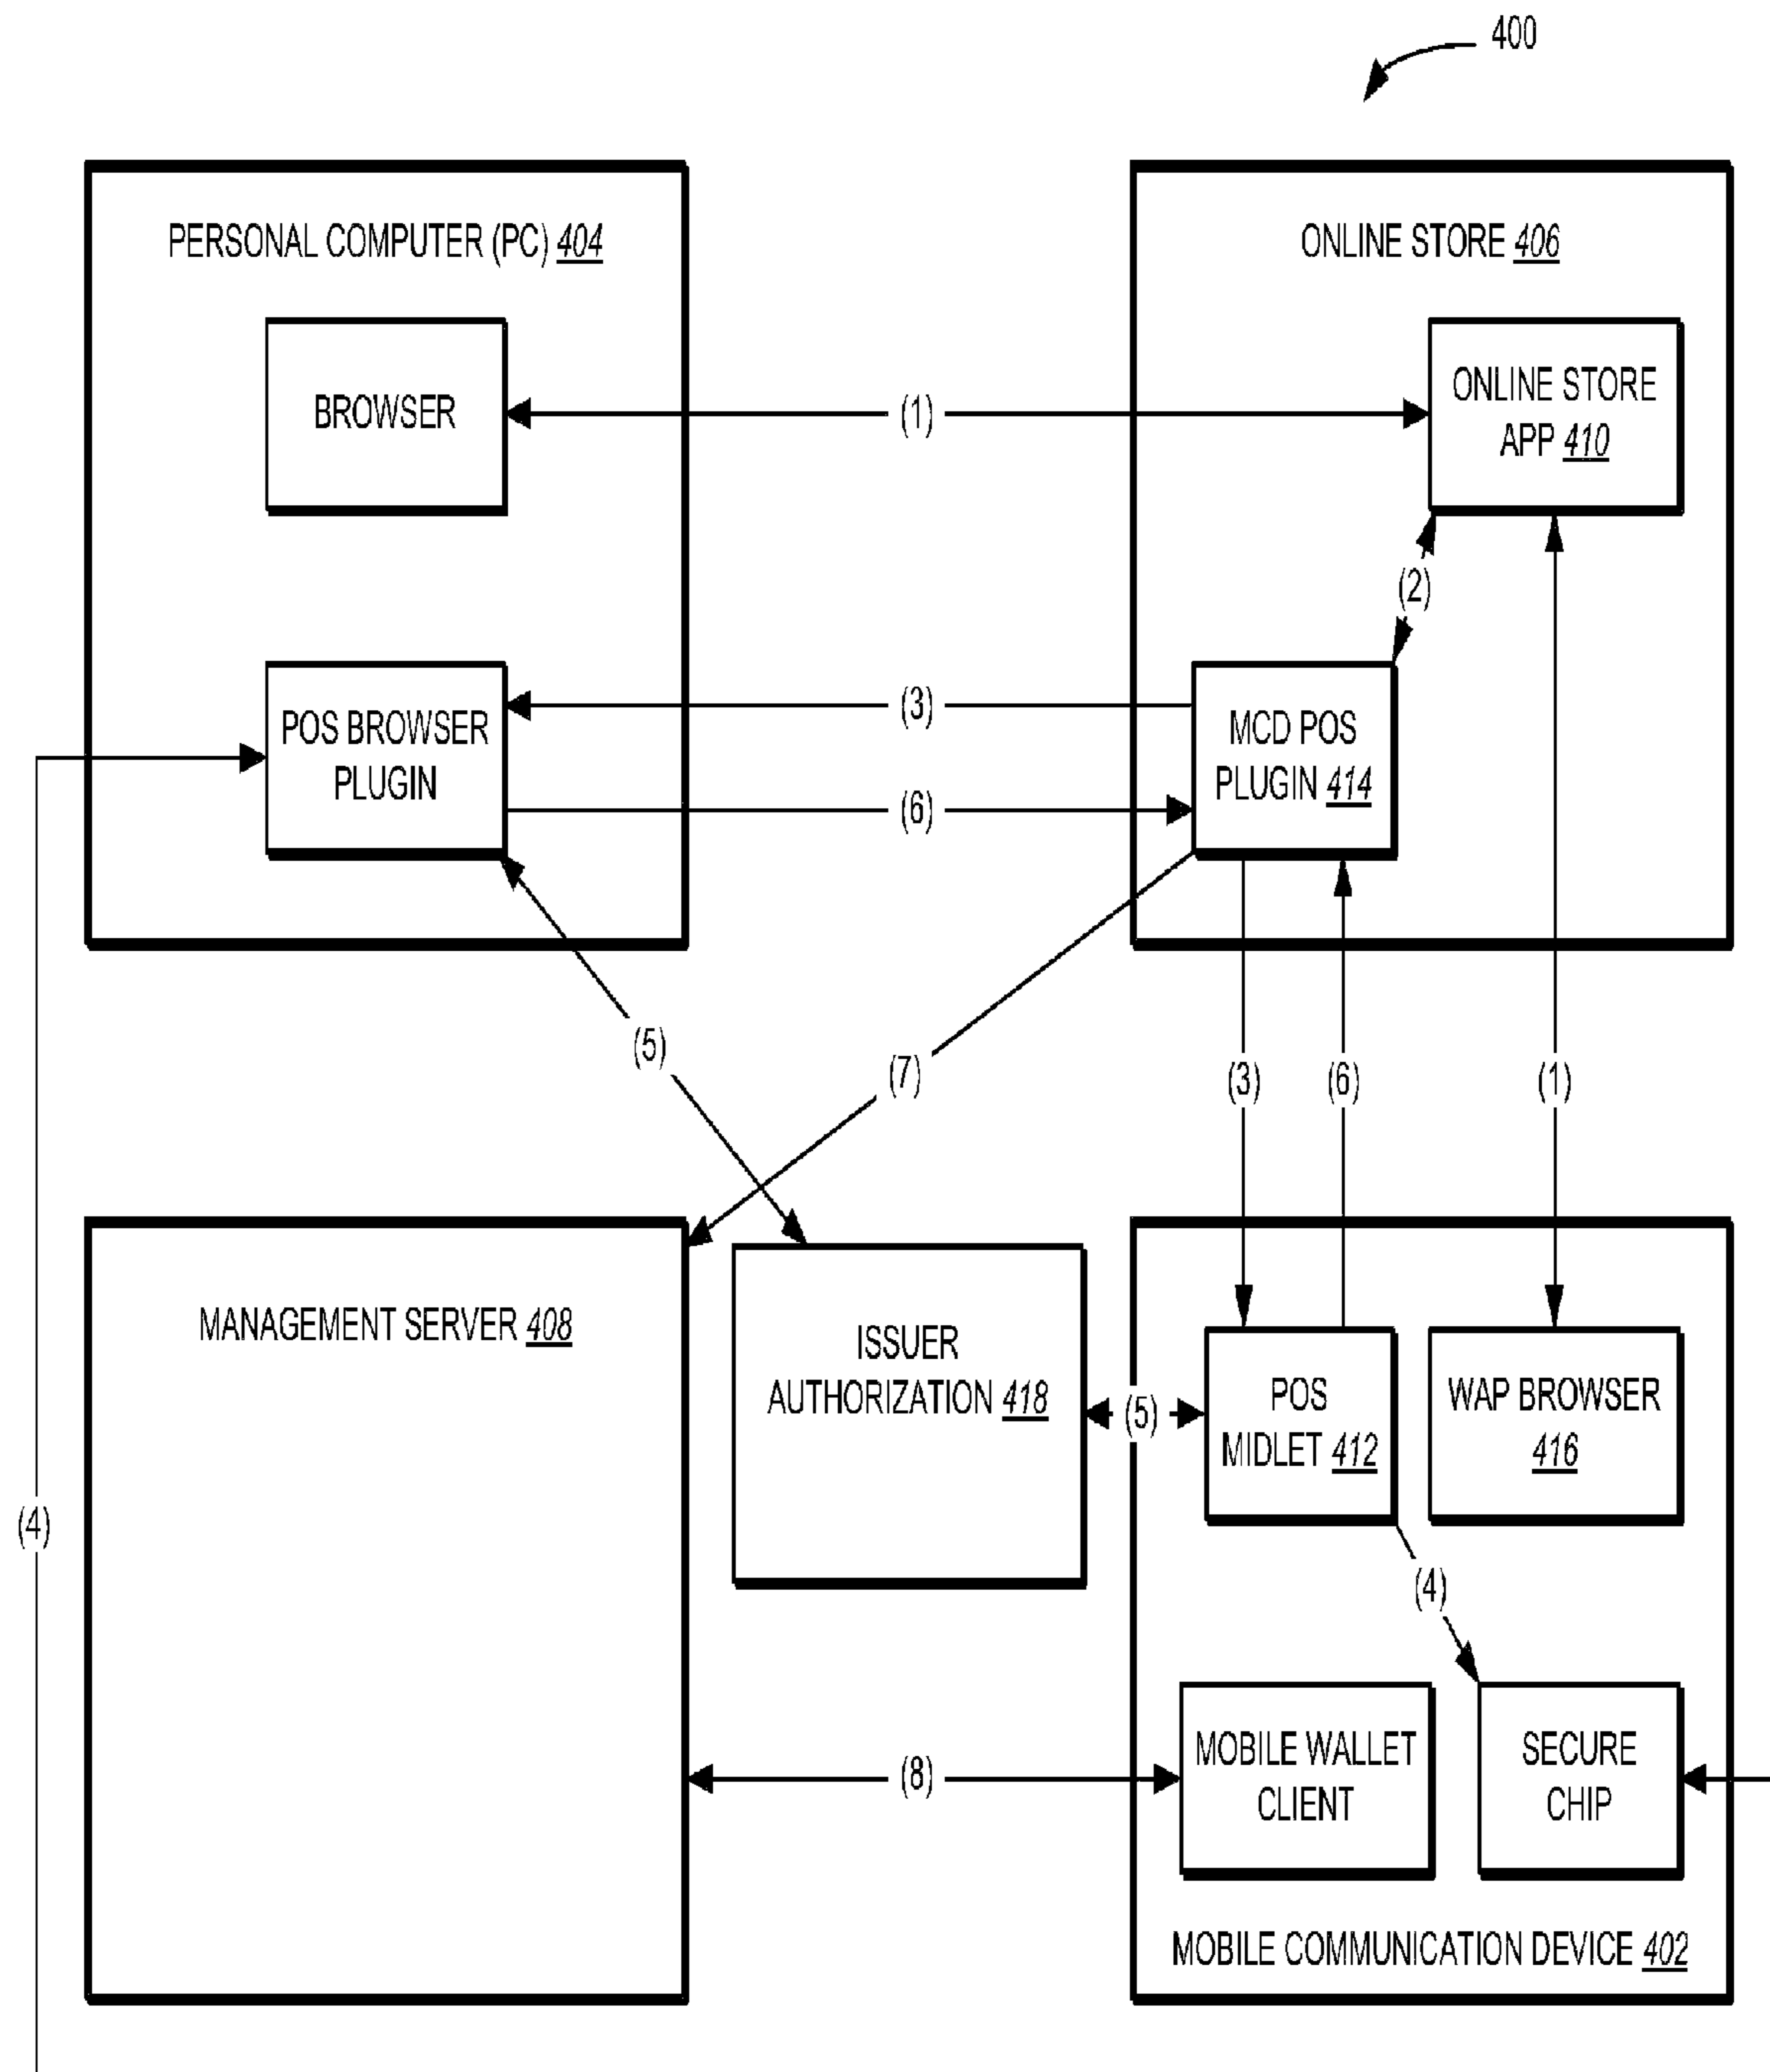 400
PERSONAL COMPUTER (PC) 404
ONLINE STORE 406
BROWSER
(1)
ONLINE STORE
APP 410
(2)
POS BROWSER
PLUGIN
(3)
(6)
MCD POS
PLUGIN 414
(5)
(7)
(3)
(6)
(1)
MANAGEMENT SERVER 408
ISSUER
AUTHORIZATION 418
(5)
POS
MIDLET 412
WAP BROWSER
416
(4)
(4)
(8)
MOBILE WALLET
CLIENT
SECURE
CHIP
MOBILE COMMUNICATION DEVICE 402